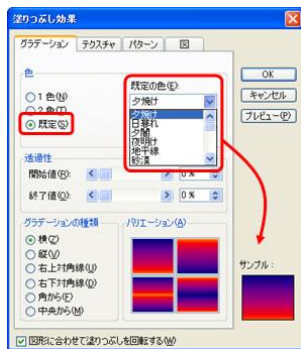 塗りつぶし効果
グラデーション テクスチャ パターン 図
色
1 色(N)
2 色(T)
既定(S)
既定の色(E):
夕焼け
夕焼け
日暮れ
夕闇
夜明け
地平線
砂漠
OK
キャンセル
プレビュー(P)
透過性
開始値(R): 0 %
終了値(O): 0 %
グラデーションの種類
横(Z)
縦(V)
右上対角線(U)
右下対角線(D)
角から(F)
中央から(M)
バリエーション(A)
サンプル:
図形に合わせて塗りつぶしを回転する(W)